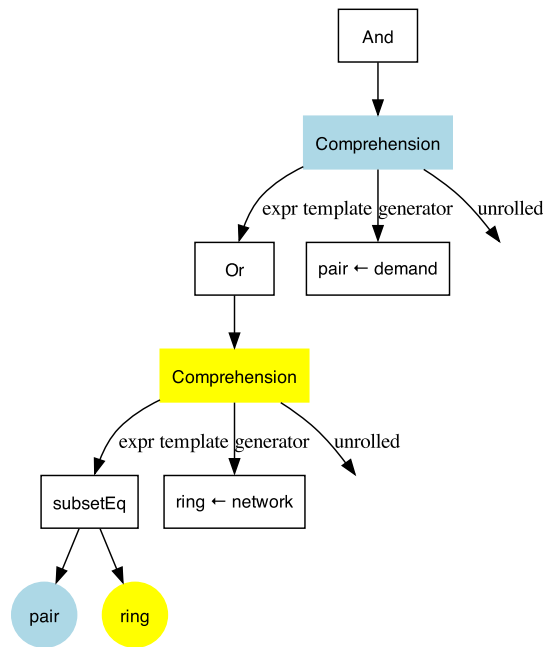 And
Comprehension
expr template
generator
unrolled
Or
pair ← demand
Comprehension
expr template
generator
unrolled
subsetEq
ring ← network
pair
ring